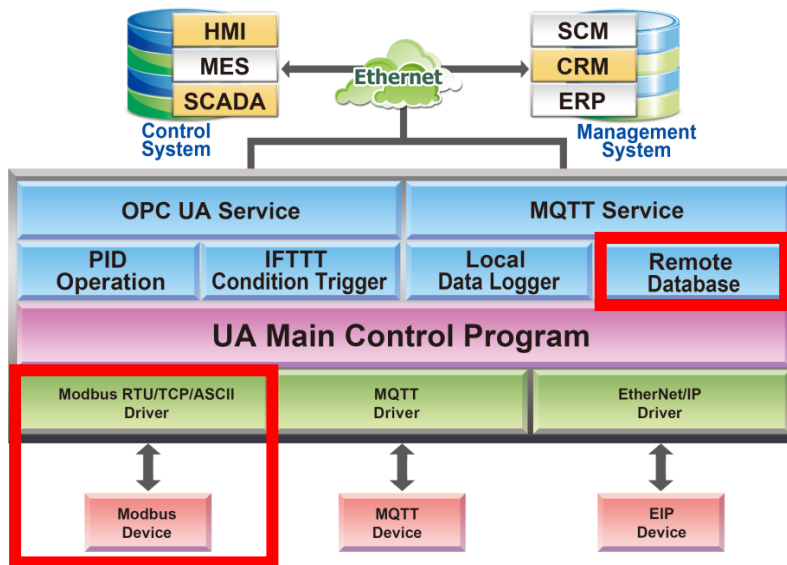 HMI
MES
SCADA
Control
System
Ethernet
SCM
CRM
ERP
Management
System
OPC UA Service
MQTT Service
PID
Operation
IFTTT
Condition Trigger
Local
Data Logger
Remote
Database
UA Main Control Program
Modbus RTU/TCP/ASCII
Driver
MQTT
Driver
EtherNet/IP
Driver
Modbus
Device
MQTT
Device
EIP
Device